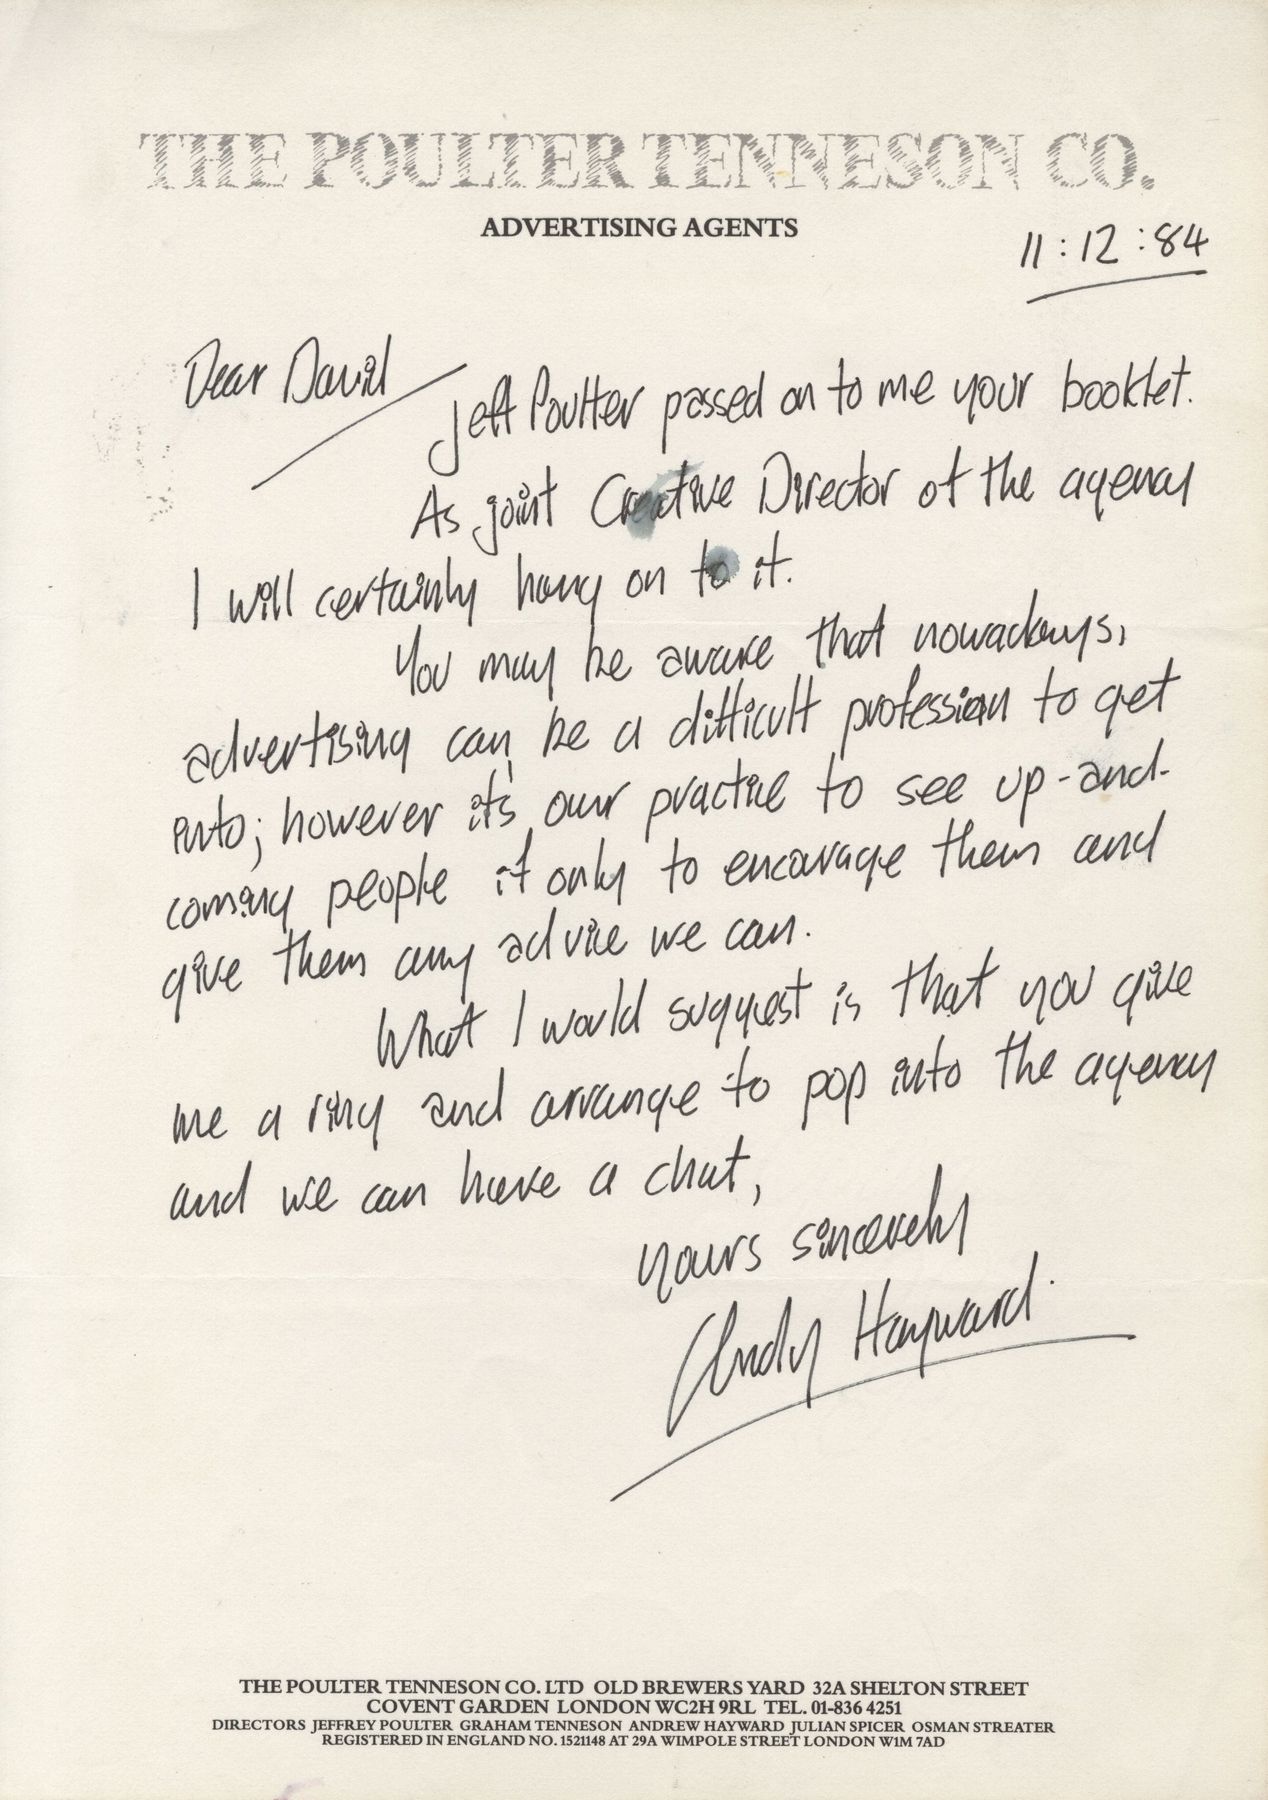 THE POULTER TENNESON CO.
ADVERTISING AGENTS
11:12:84
Dear David
Jeff Poulter passed on to me your booklet.
As joint Creative Director of the agency
I will certainly hang on to it.
You may be aware that nowadays,
advertising can be a difficult profession to get
into; however it's our practice to see up-and-
coming people if only to encourage them and
give them any advice we can.
What I would suggest is that you give
me a ring and arrange to pop into the agency
and we can have a chat,
yours sincerely
Andy Hayward.
THE POULTER TENNESON CO. LTD OLD BREWERS YARD 32A SHELTON STREET
COVENT GARDEN LONDON WC2H 9RL TEL. 01-836 4251
DIRECTORS JEFFREY POULTER GRAHAM TENNESON ANDREW HAYWARD JULIAN SPICER OSMAN STREATER
REGISTERED IN ENGLAND NO. 1521148 AT 29A WIMPOLE STREET LONDON W1M 7AD